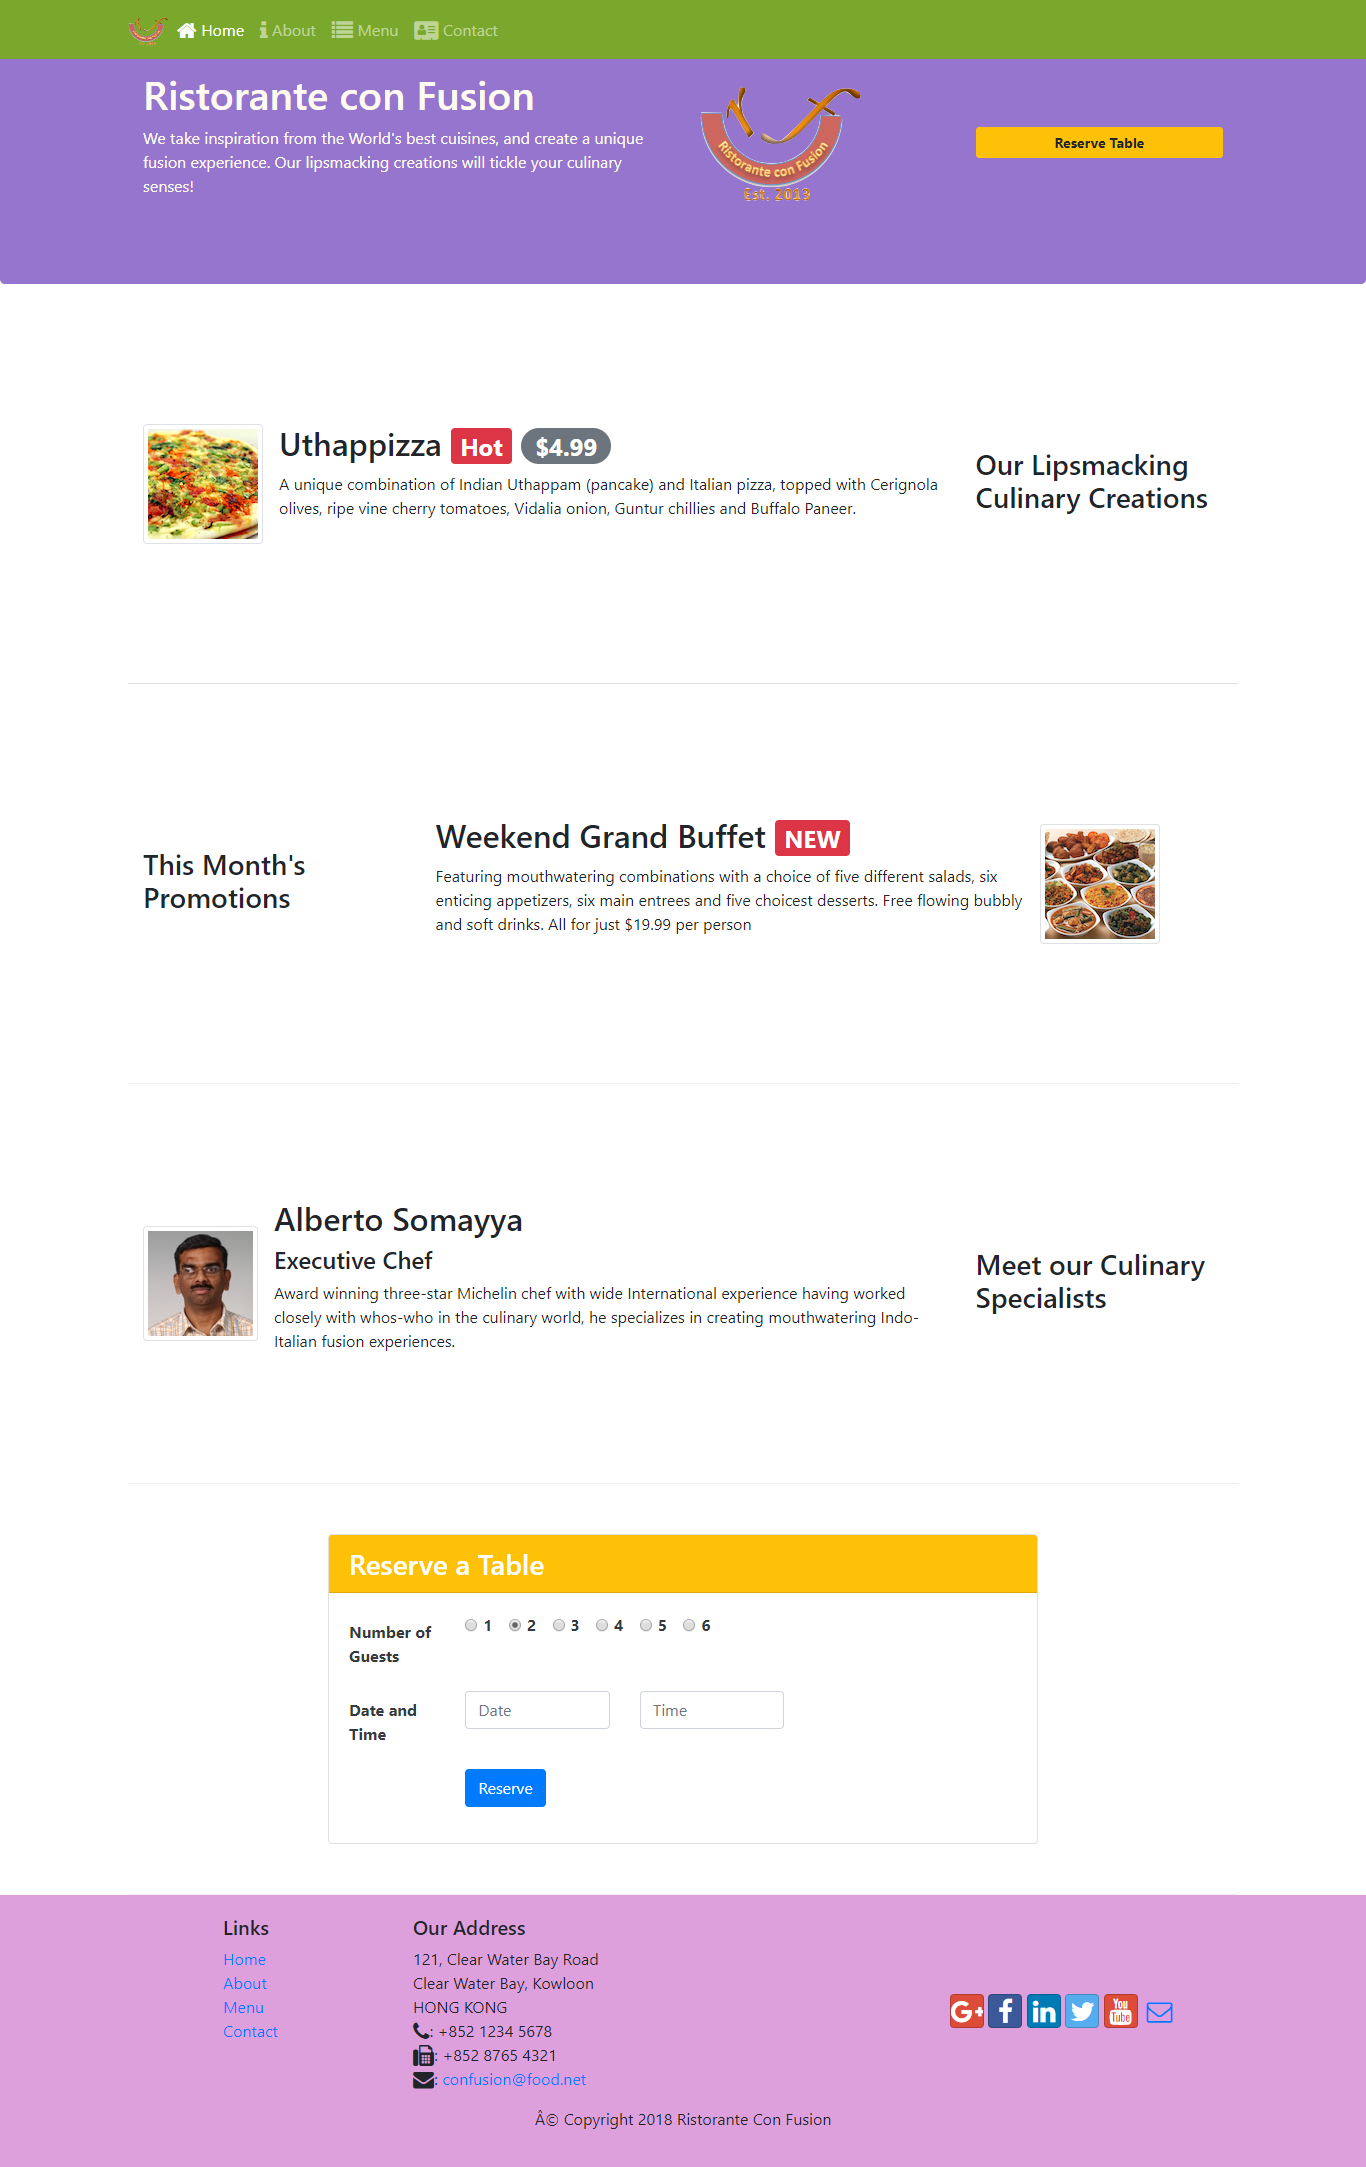 Home About Menu Contact
Ristorante con Fusion
We take inspiration from the World's best cuisines, and create a unique
fusion experience. Our lipsmacking creations will tickle your culinary
senses!
Ristorante con Fusion
Est. 2013
Reserve Table
Uthappizza Hot $4.99
A unique combination of Indian Uthappam (pancake) and Italian pizza, topped with Cerignola
olives, ripe vine cherry tomatoes, Vidalia onion, Guntur chillies and Buffalo Paneer.
Our Lipsmacking
Culinary Creations
This Month's
Promotions
Weekend Grand Buffet NEW
Featuring mouthwatering combinations with a choice of five different salads, six
enticing appetizers, six main entrees and five choicest desserts. Free flowing bubbly
and soft drinks. All for just $19.99 per person
Alberto Somayya
Executive Chef
Award winning three-star Michelin chef with wide International experience having worked
closely with whos-who in the culinary world, he specializes in creating mouthwatering Indo-
Italian fusion experiences.
Meet our Culinary
Specialists
Reserve a Table
Number of
Guests
1 2 3 4 5 6
Date and
Time
Date Time
Reserve
Links
Home
About
Menu
Contact
Our Address
121, Clear Water Bay Road
Clear Water Bay, Kowloon
HONG KONG
: +852 1234 5678
: +852 8765 4321
: confusion@food.net
G+ f in You Tube
Â© Copyright 2018 Ristorante Con Fusion